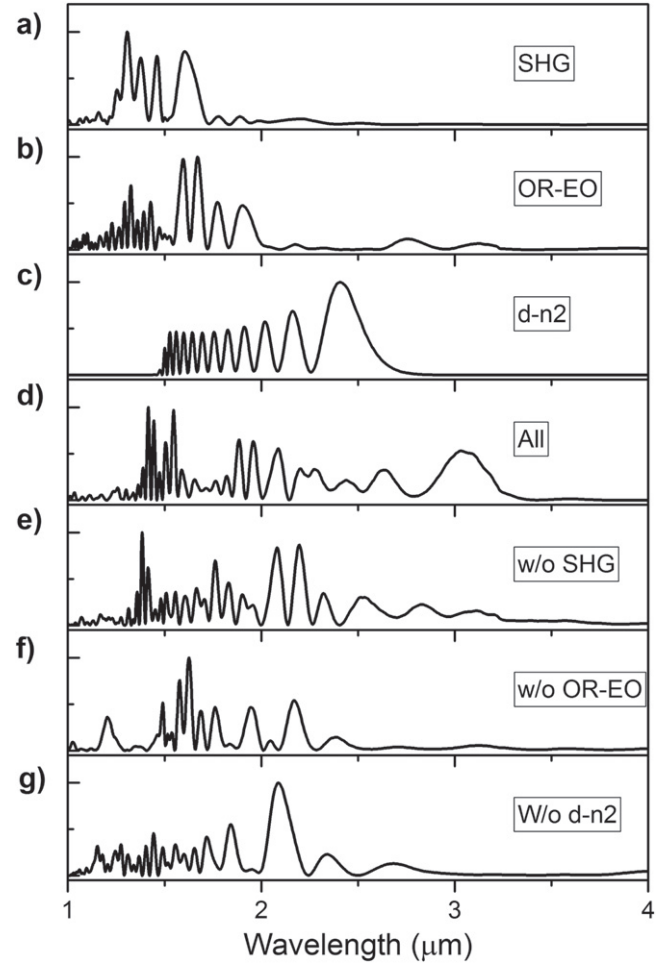 a)
SHG
b)
OR-EO
c)
d-n2
d)
All
e)
w/o SHG
f)
w/o OR-EO
g)
W/o d-n2
1 2 3 4
Wavelength (μm)